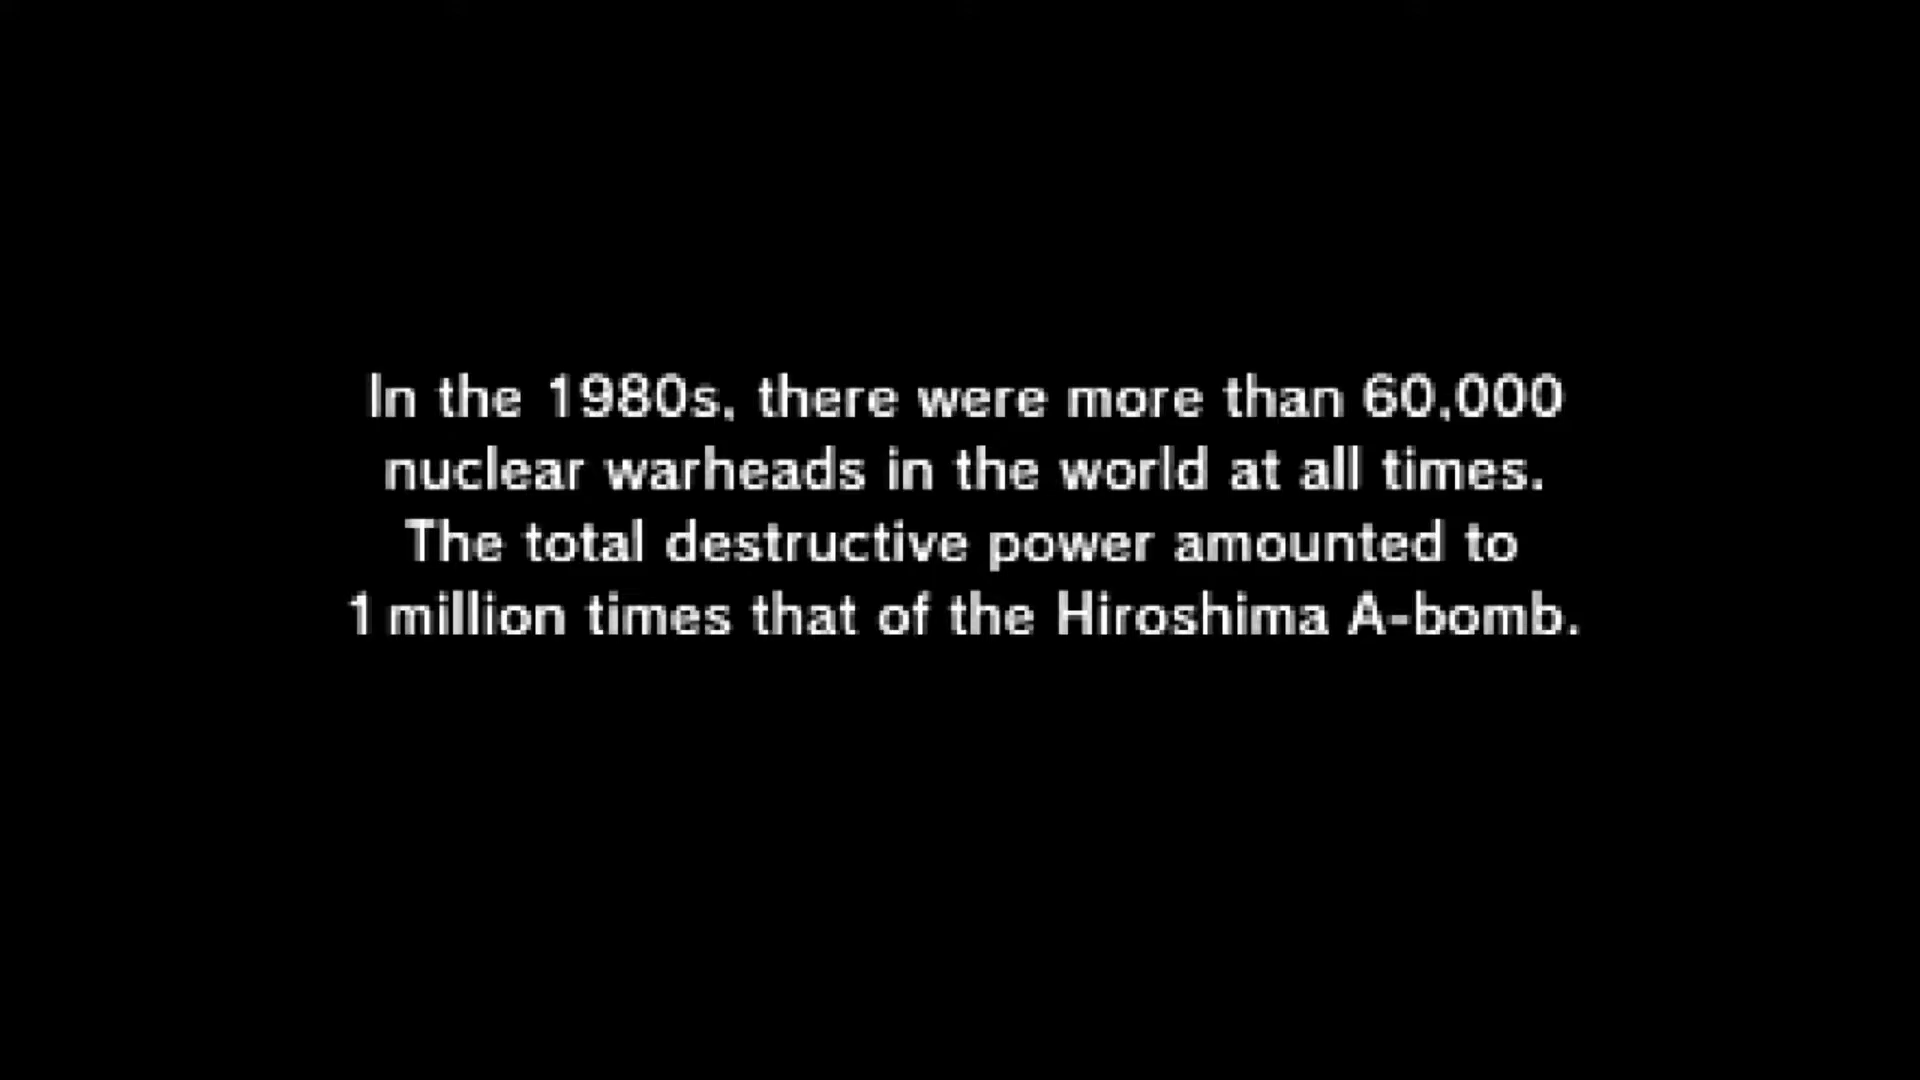 In the 1980s, there were more than 60,000
nuclear warheads in the world at all times.
The total destructive power amounted to
1 million times that of the Hiroshima A-bomb.